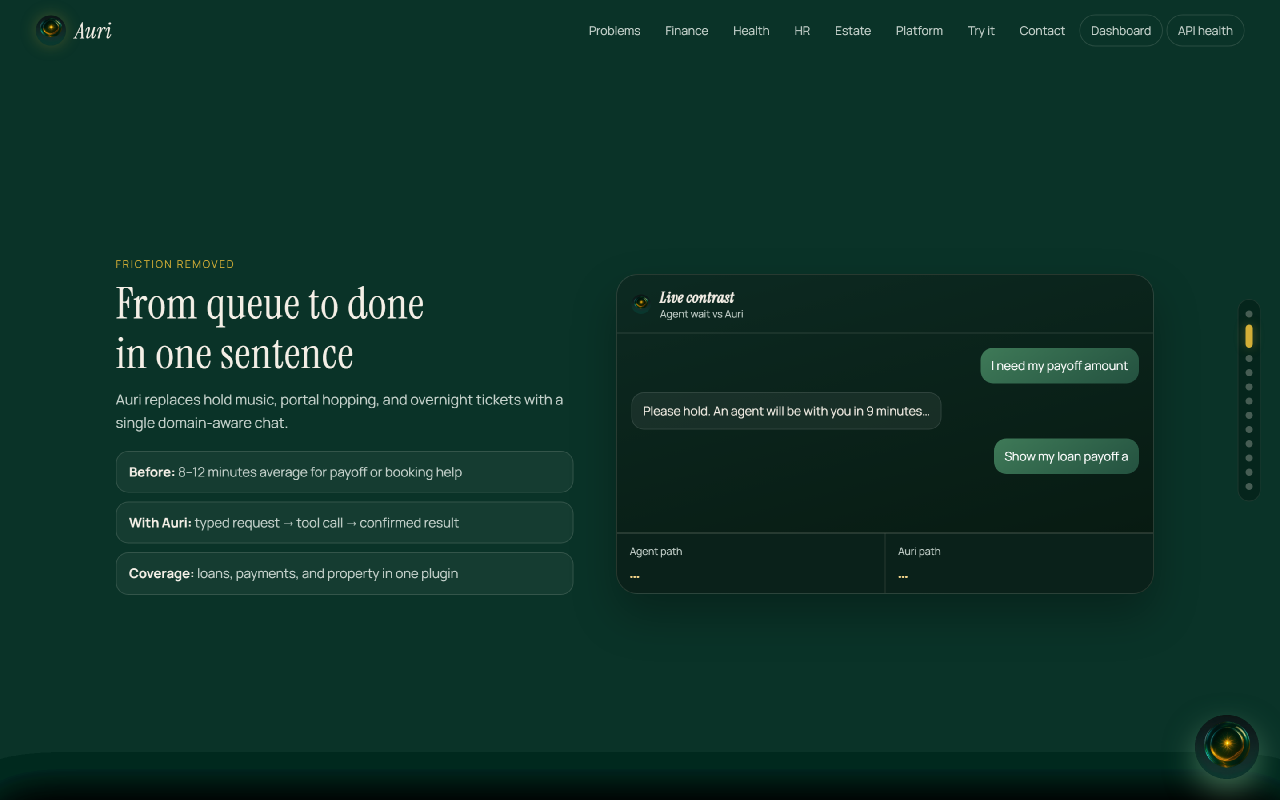 Auri
Problems Finance Health HR Estate Platform Try it Contact Dashboard API health
FRICTION REMOVED
From queue to done
in one sentence
Auri replaces hold music, portal hopping, and overnight tickets with a
single domain-aware chat.
Before: 8–12 minutes average for payoff or booking help
With Auri: typed request → tool call → confirmed result
Coverage: loans, payments, and property in one plugin
Live contrast
Agent wait vs Auri
I need my payoff amount
Please hold. An agent will be with you in 9 minutes…
Show my loan payoff a
Agent path
---
Auri path
---